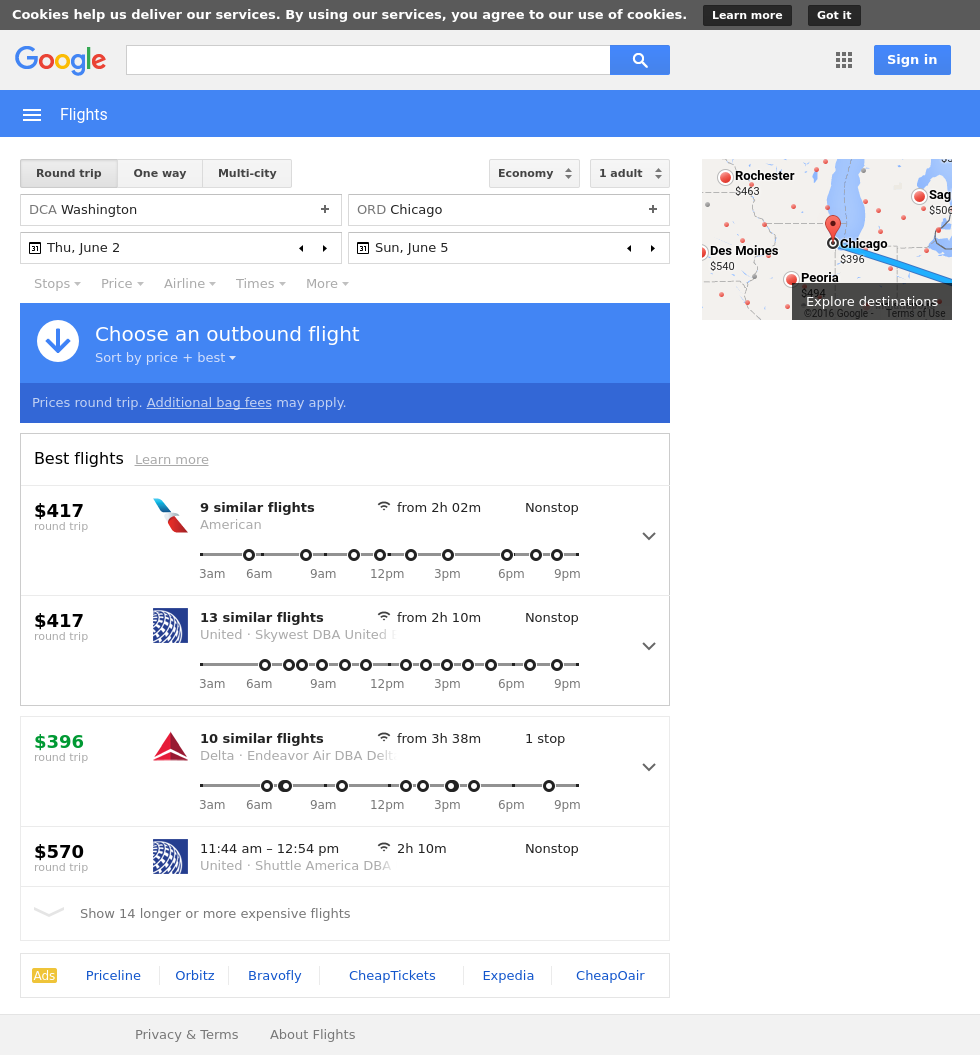 Cookies help us deliver our services. By using our services, you agree to our use of cookies. Learn more Got it
Google Sign in
Flights
Round trip One way Multi-city Economy 1 adult
DCA Washington + ORD Chicago +
31 Thu, June 2 31 Sun, June 5
Stops Price Airline Times More
Rochester
$463
Sag
$506
Des Moines
$540
Chicago
$396
Peoria
$494
Explore destinations
©2016 Google - Terms of Use
Choose an outbound flight
Sort by price + best
Prices round trip. Additional bag fees may apply.
Best flights Learn more
$417 9 similar flights from 2h 02m Nonstop
round trip American
3am 6am 9am 12pm 3pm 6pm 9pm
$417 13 similar flights from 2h 10m Nonstop
round trip United · Skywest DBA United
3am 6am 9am 12pm 3pm 6pm 9pm
$396 10 similar flights from 3h 38m 1 stop
round trip Delta · Endeavor Air DBA Delt
3am 6am 9am 12pm 3pm 6pm 9pm
$570 11:44 am – 12:54 pm 2h 10m Nonstop
round trip United · Shuttle America DBA
Show 14 longer or more expensive flights
Ads Priceline Orbitz Bravofly CheapTickets Expedia CheapOair
Privacy & Terms About Flights